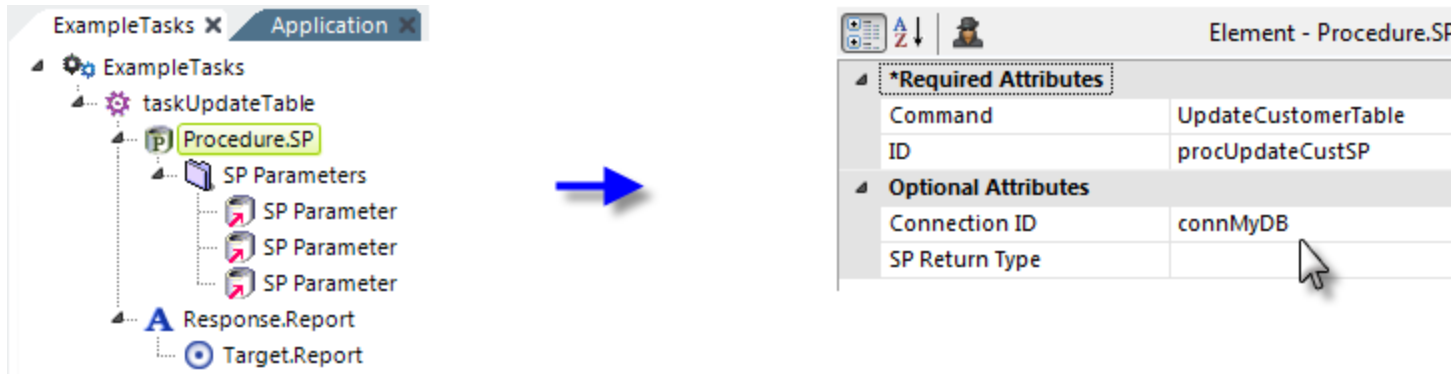 ExampleTasks
Application
ExampleTasks
taskUpdateTable
Procedure.SP
SP Parameters
SP Parameter
SP Parameter
SP Parameter
Response.Report
Target.Report
Element - Procedure.SP
*Required Attributes
Command UpdateCustomerTable
ID procUpdateCustSP
Optional Attributes
Connection ID connMyDB
SP Return Type